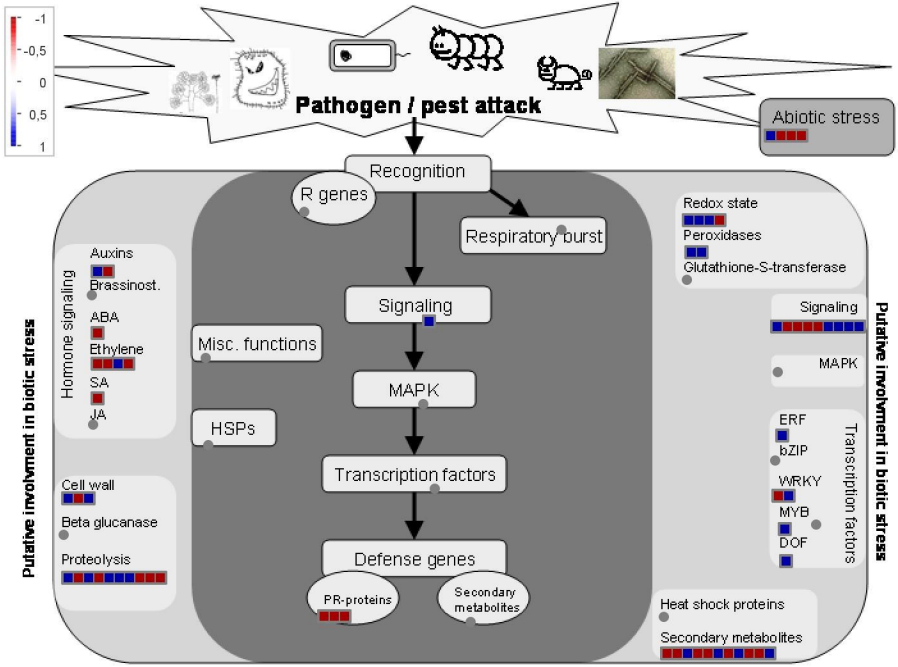 -1
-0.5
0
0,5
1
Pathogen / pest attack
Abiotic stress
Recognition
R genes
Respiratory burst
Signaling
Misc. functions
MAPK
HSPs
Transcription factors
Defense genes
PR-proteins
Secondary
metabolites
Putative involvment in biotic stress
Hormone signaling
Auxins
Brassinost.
ABA
Ethylene
SA
JA
Cell wall
Beta glucanase
Proteolysis
Redox state
Peroxidases
Glutathione-S-transferase
Signaling
MAPK
ERF
bZIP
WRKY
MYB
DOF
Transcription factors
Putative involvment in biotic stress
Heat shock proteins
Secondary metabolites